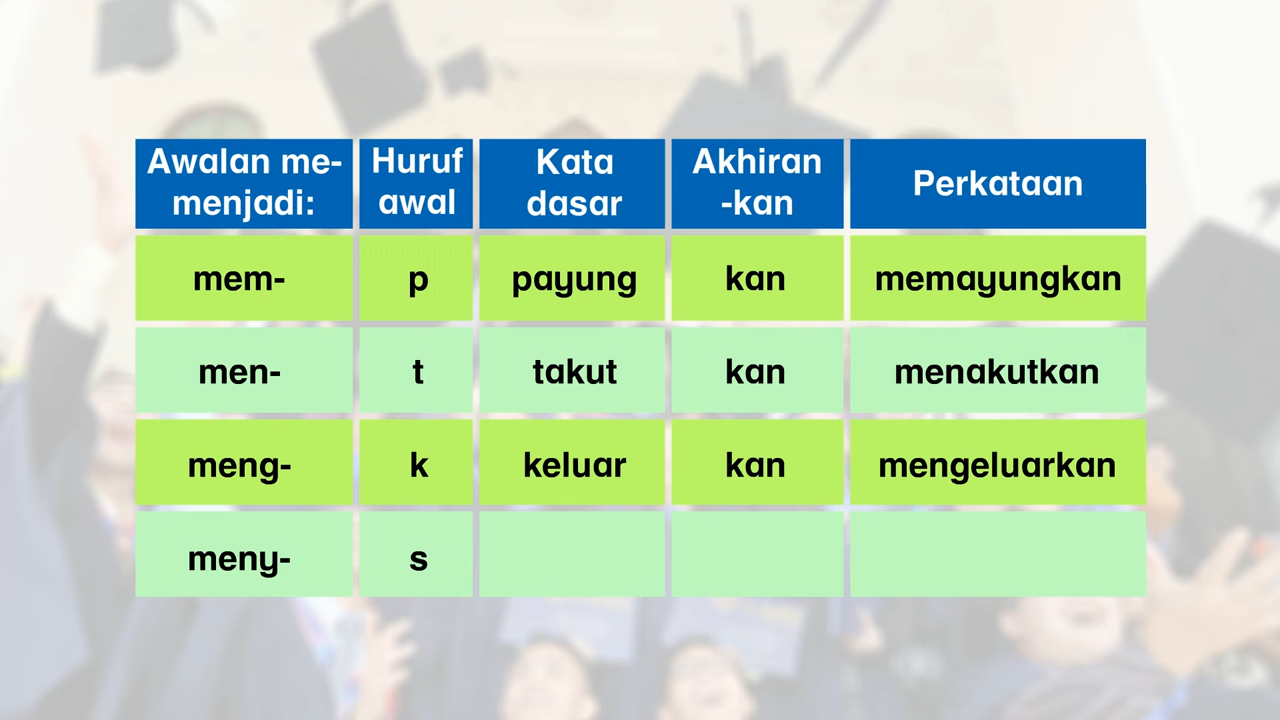 Awalan me-
menjadi:
Huruf
awal
Kata
dasar
Akhiran
-kan
Perkataan
mem-
p
payung
kan
memayungkan
men-
t
takut
kan
menakutkan
meng-
k
keluar
kan
mengeluarkan
meny-
s